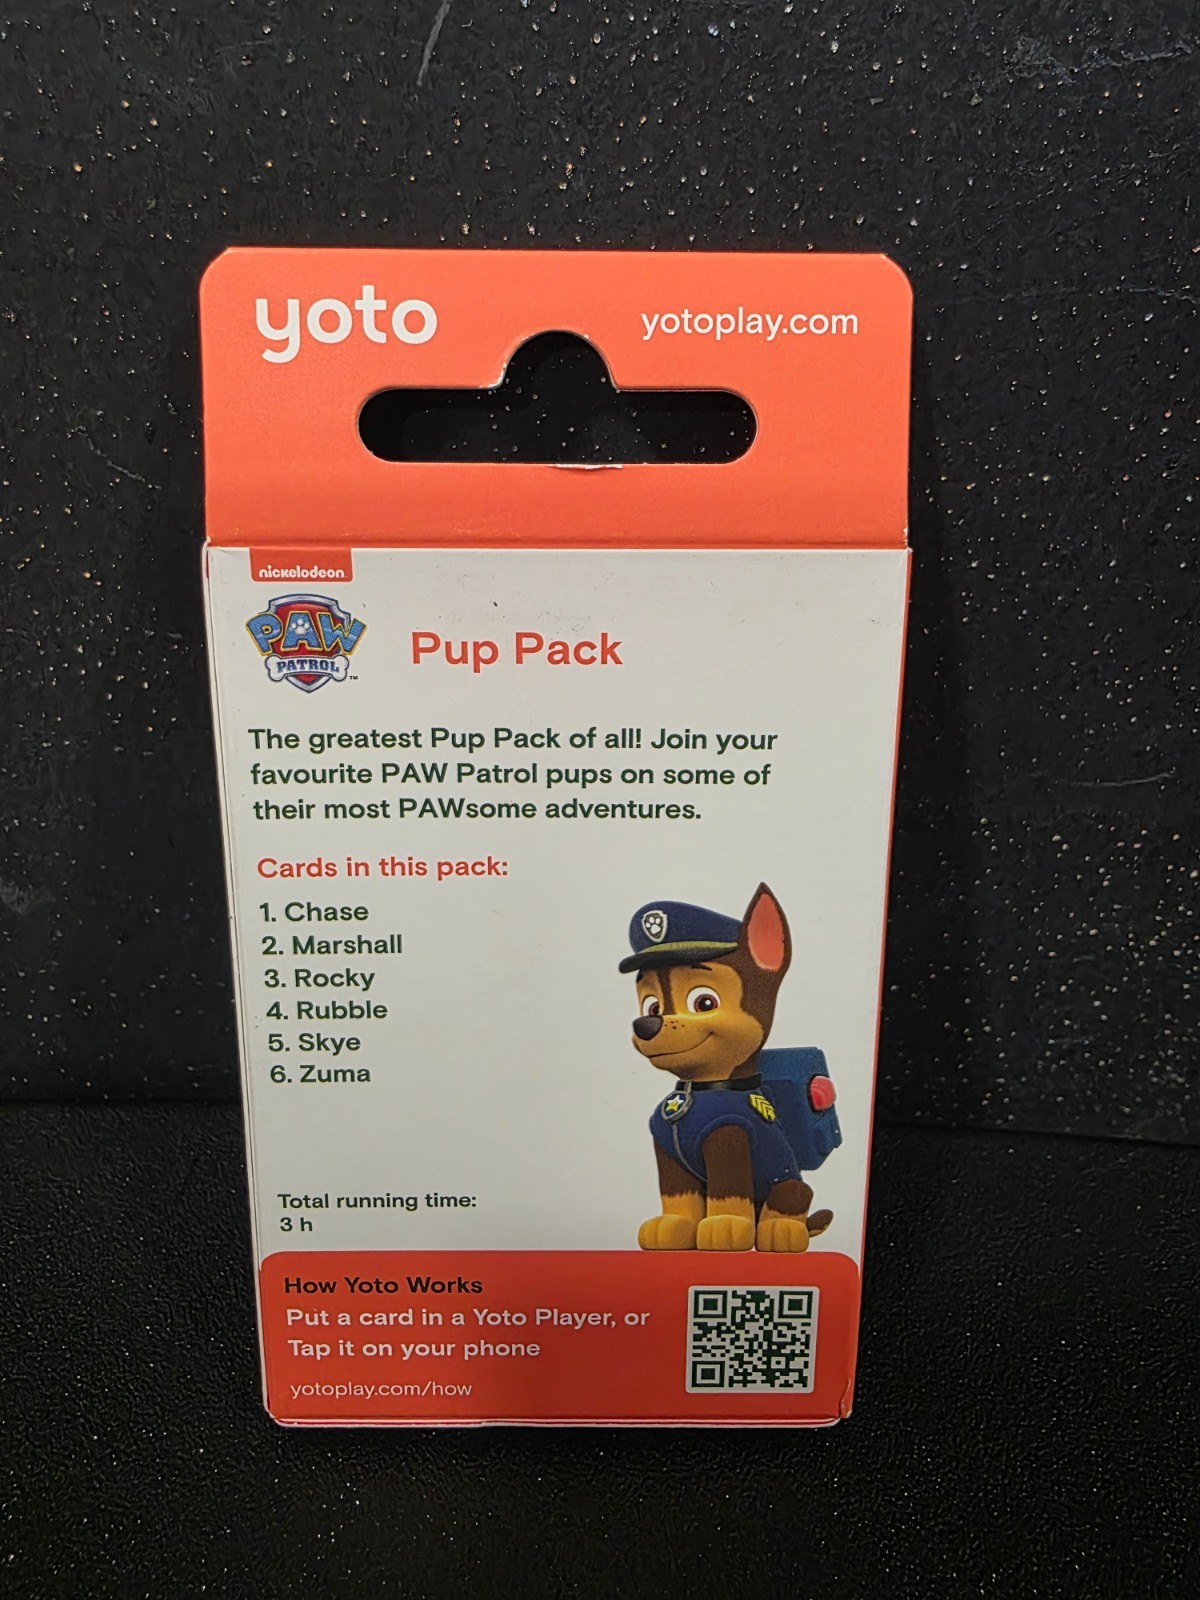 yoto
yotoplay.com
nickelodeon
PAW
PATROL™
Pup Pack
The greatest Pup Pack of all! Join your
favourite PAW Patrol pups on some of
their most PAWsome adventures.
Cards in this pack:
1. Chase
2. Marshall
3. Rocky
4. Rubble
5. Skye
6. Zuma
Total running time:
3 h
How Yoto Works
Put a card in a Yoto Player, or
Tap it on your phone
yotoplay.com/how